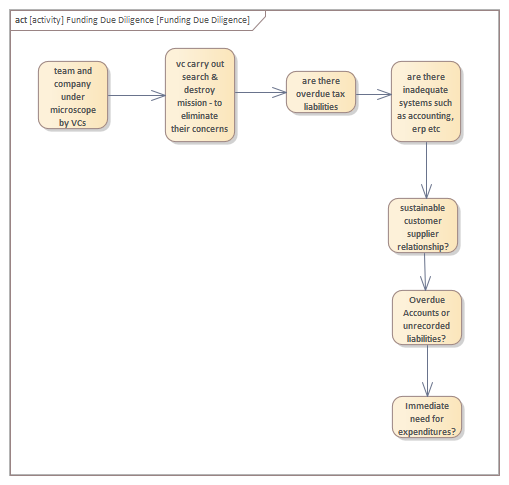 act [activity] Funding Due Diligence [Funding Due Diligence]
team and
company
under
microscope
by VCs
vc carry out
search &
destroy
mission - to
eliminate
their concerns
are there
overdue tax
liabilities
are there
inadequate
systems such
as accounting,
erp etc
sustainable
customer
supplier
relationship?
Overdue
Accounts or
unrecorded
liabilities?
Immediate
need for
expenditures?